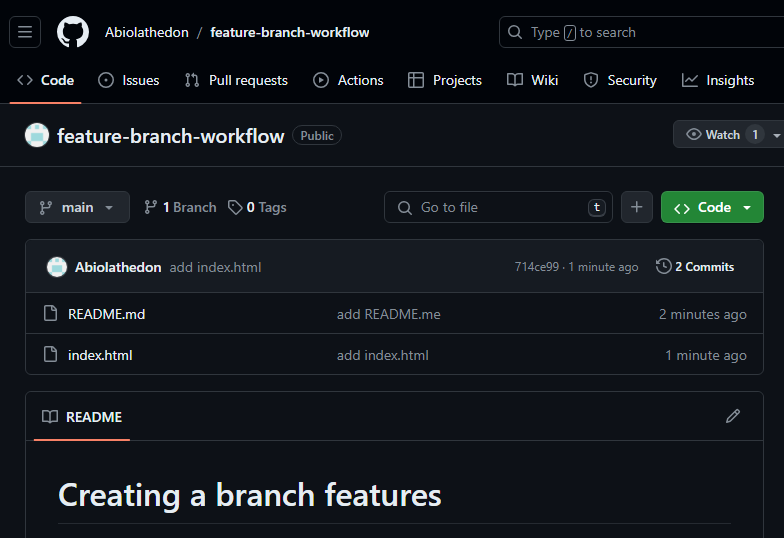 Abiolathedon / feature-branch-workflow
Type / to search
Code Issues Pull requests Actions Projects Wiki Security Insights
feature-branch-workflow Public
Watch 1
main 1 Branch 0 Tags
Go to file t
Code
Abiolathedon add index.html 714ce99 · 1 minute ago 2 Commits
README.md add README.me 2 minutes ago
index.html add index.html 1 minute ago
README
Creating a branch features